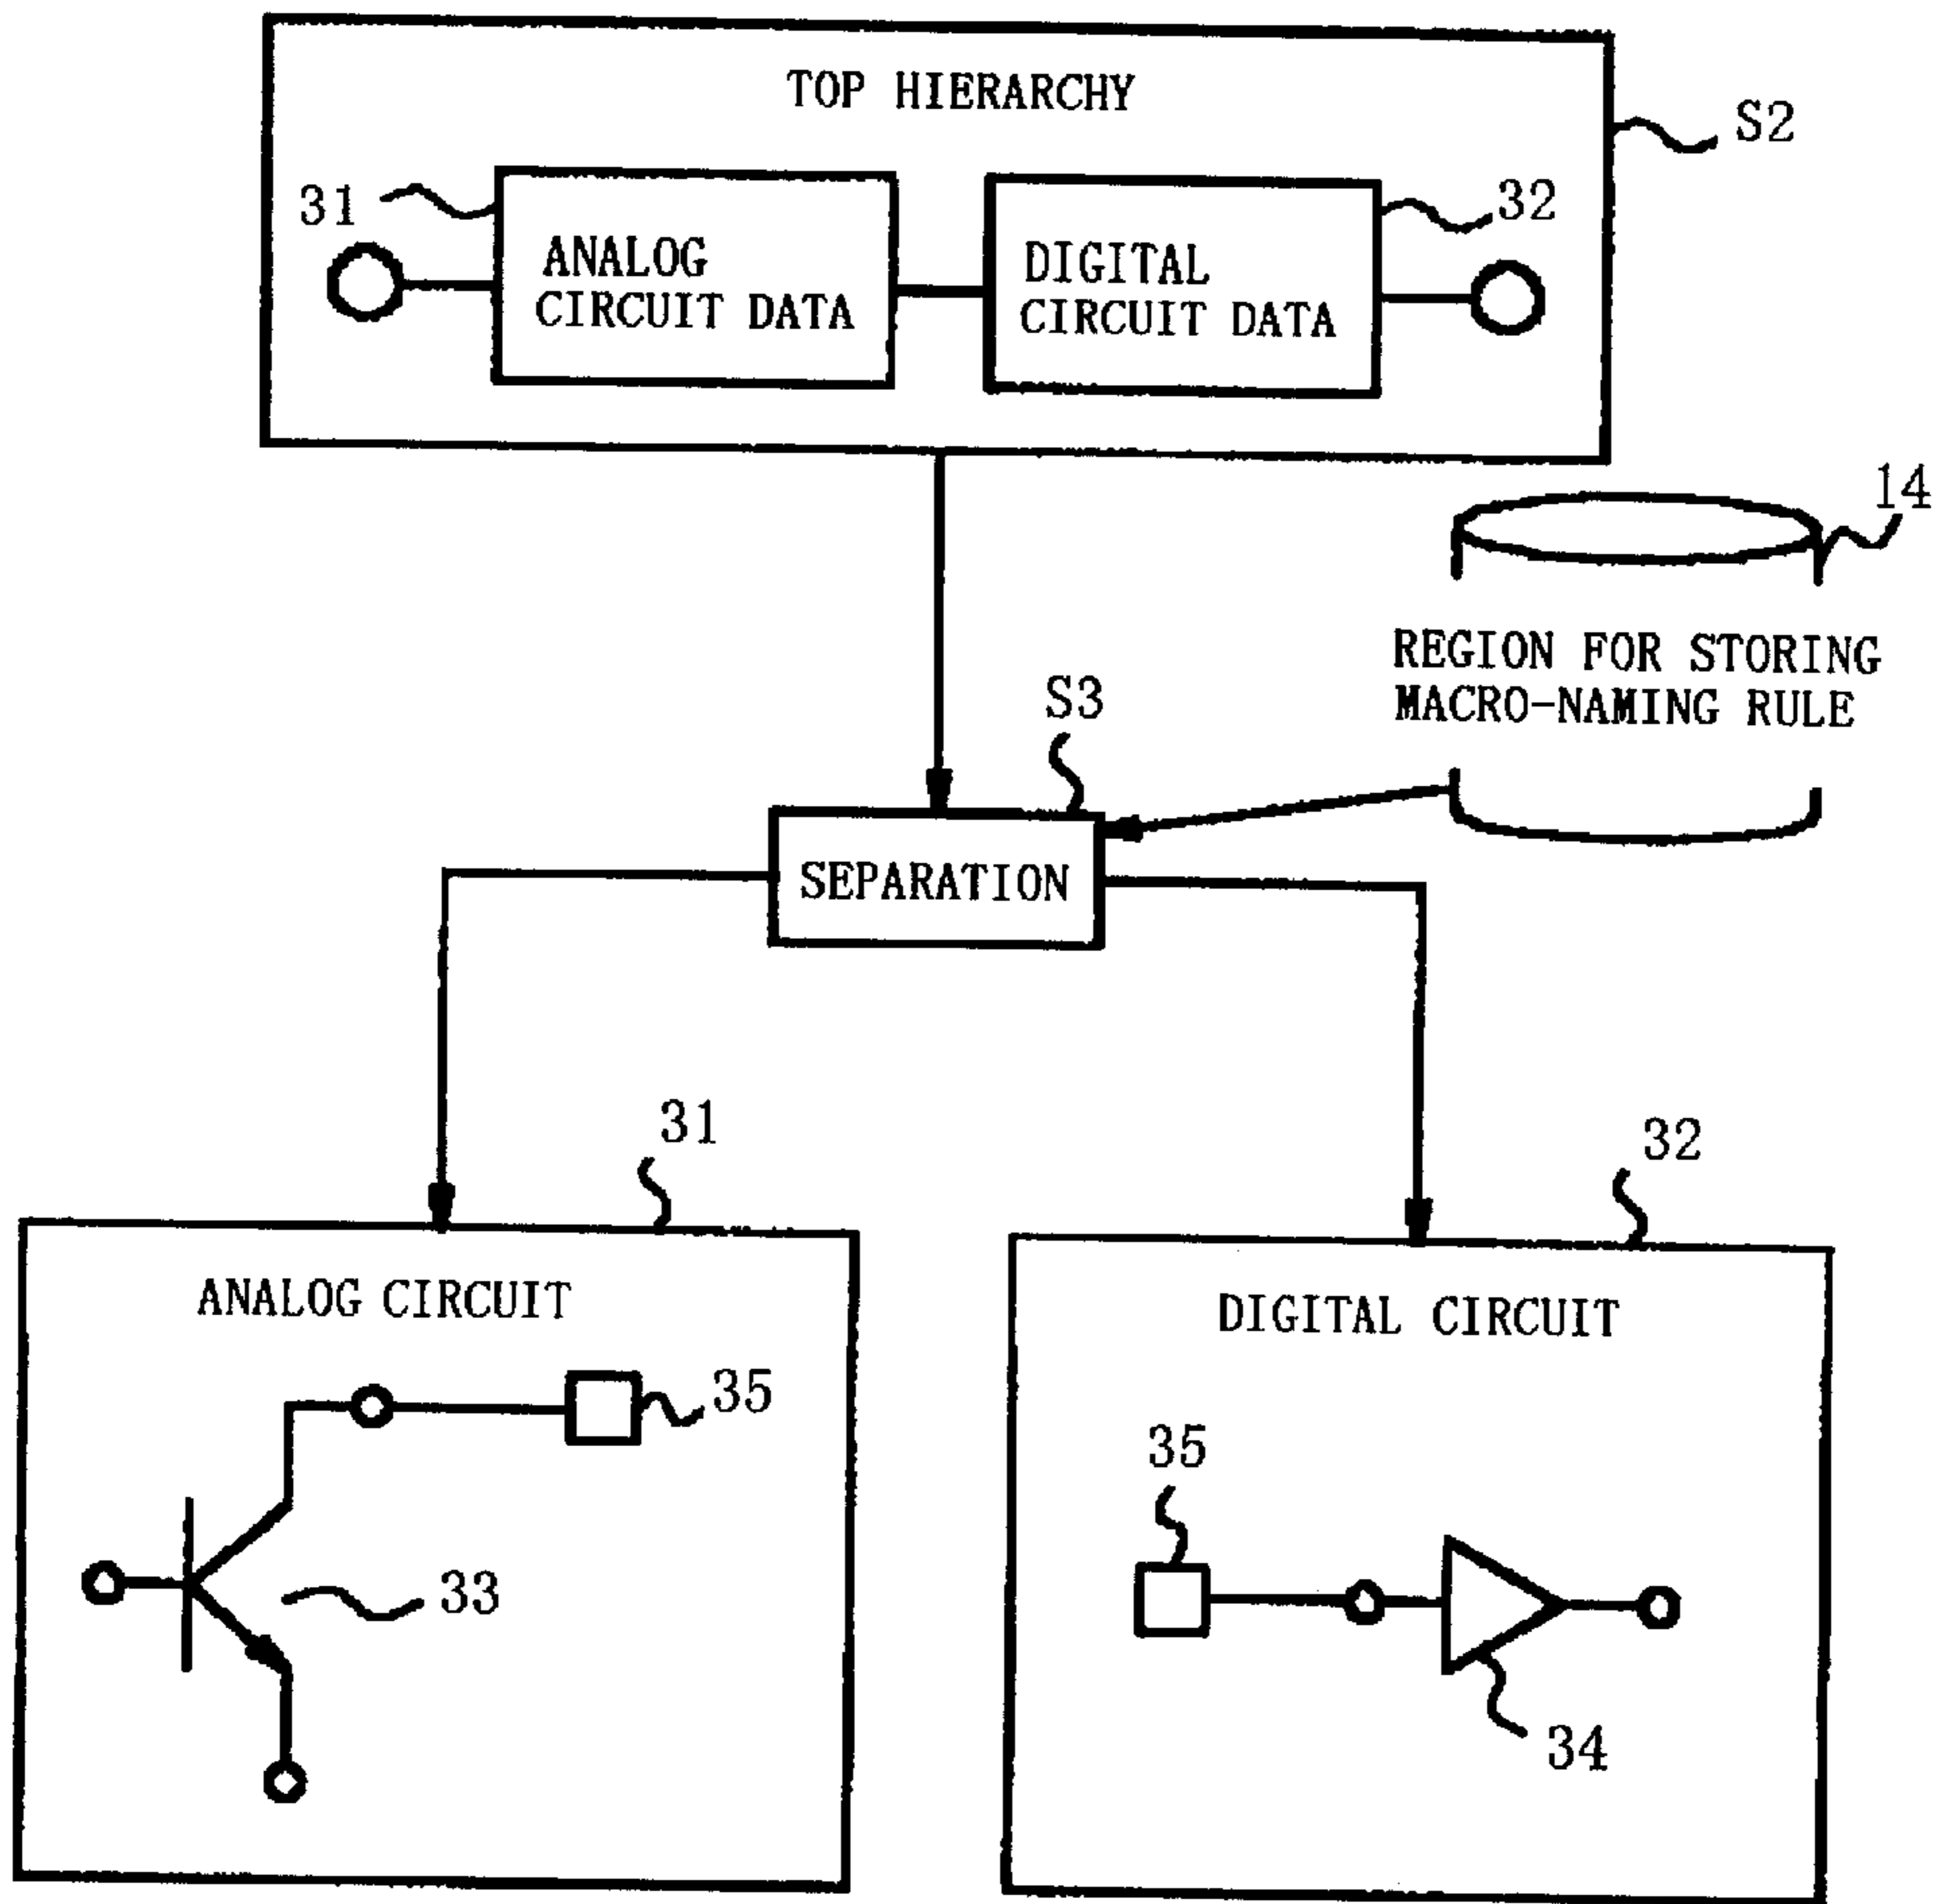 TOP HIERARCHY
S2
31
32
ANALOG
CIRCUIT DATA
DIGITAL
CIRCUIT DATA
14
REGION FOR STORING
MACRO-NAMING RULE
S3
SEPARATION
31
32
ANALOG CIRCUIT
DIGITAL CIRCUIT
35
35
33
34